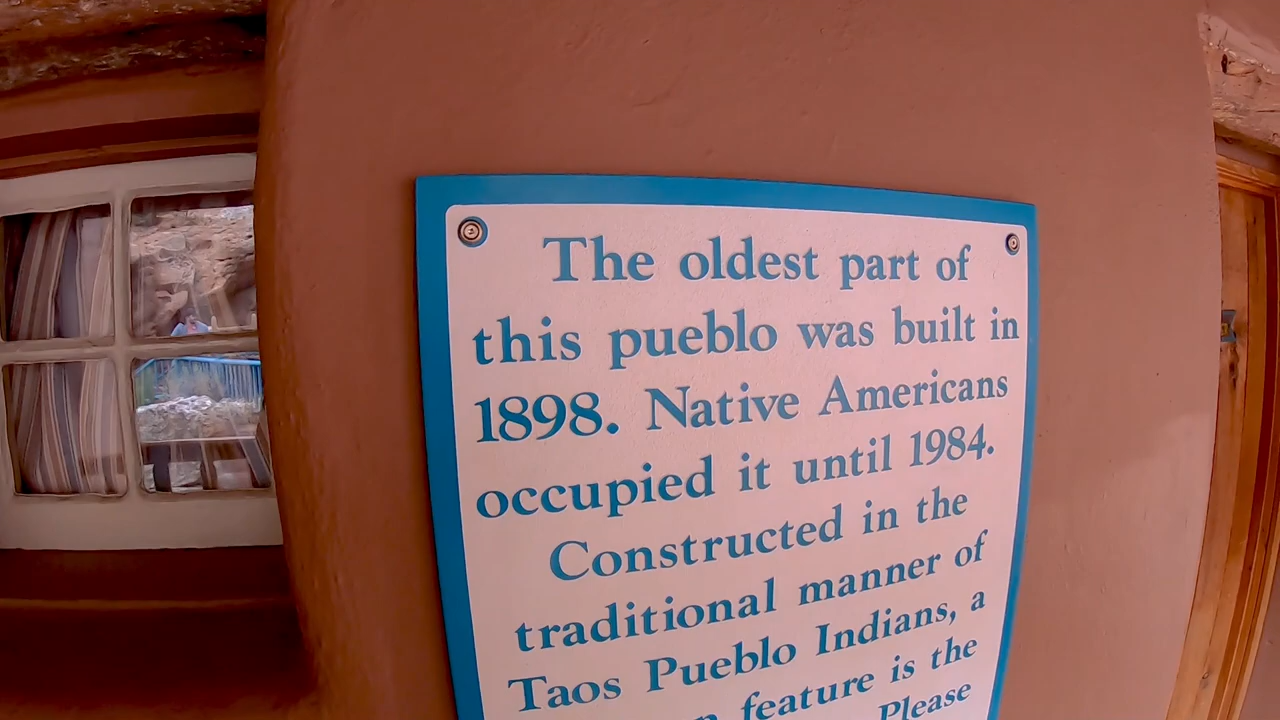 The oldest part of
this pueblo was built in
1898. Native Americans
occupied it until 1984.
Constructed in the
traditional manner of
Taos Pueblo Indians, a
feature is the
Please